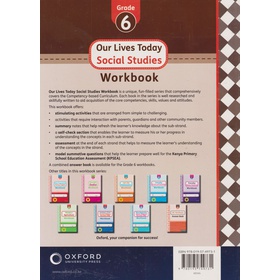 Grade
6
Our Lives Today
Social Studies
Workbook
Our Lives Today Social Studies Workbook is a unique, fun-filled series that comprehensively
covers the Competency-based Curriculum. Each book in the series is well researched and
artfully written to aid acquisition of the core competencies, skills, values and attitudes.
This workbook offers:
• stimulating activities that are arranged from simple to challenging.
• activities that require interaction with parents, guardians and other community members.
• summary notes that help refresh the learner's knowledge about the sub-strand.
• a self-check section that enables the learner to measure his or her progress in
understanding the concepts in each sub-strand.
• assessment at the end of each strand that helps to measure the learner's understanding of
the concepts covered in each strand.
• model summative questions that help the learner prepare well for the Kenya Primary
School Education Assessment (KPSEA).
A combined answer book is available for Grade 6 workbooks.
Other titles in this workbook series:
Oxford, your companion for success!
OXFORD
UNIVERSITY PRESS